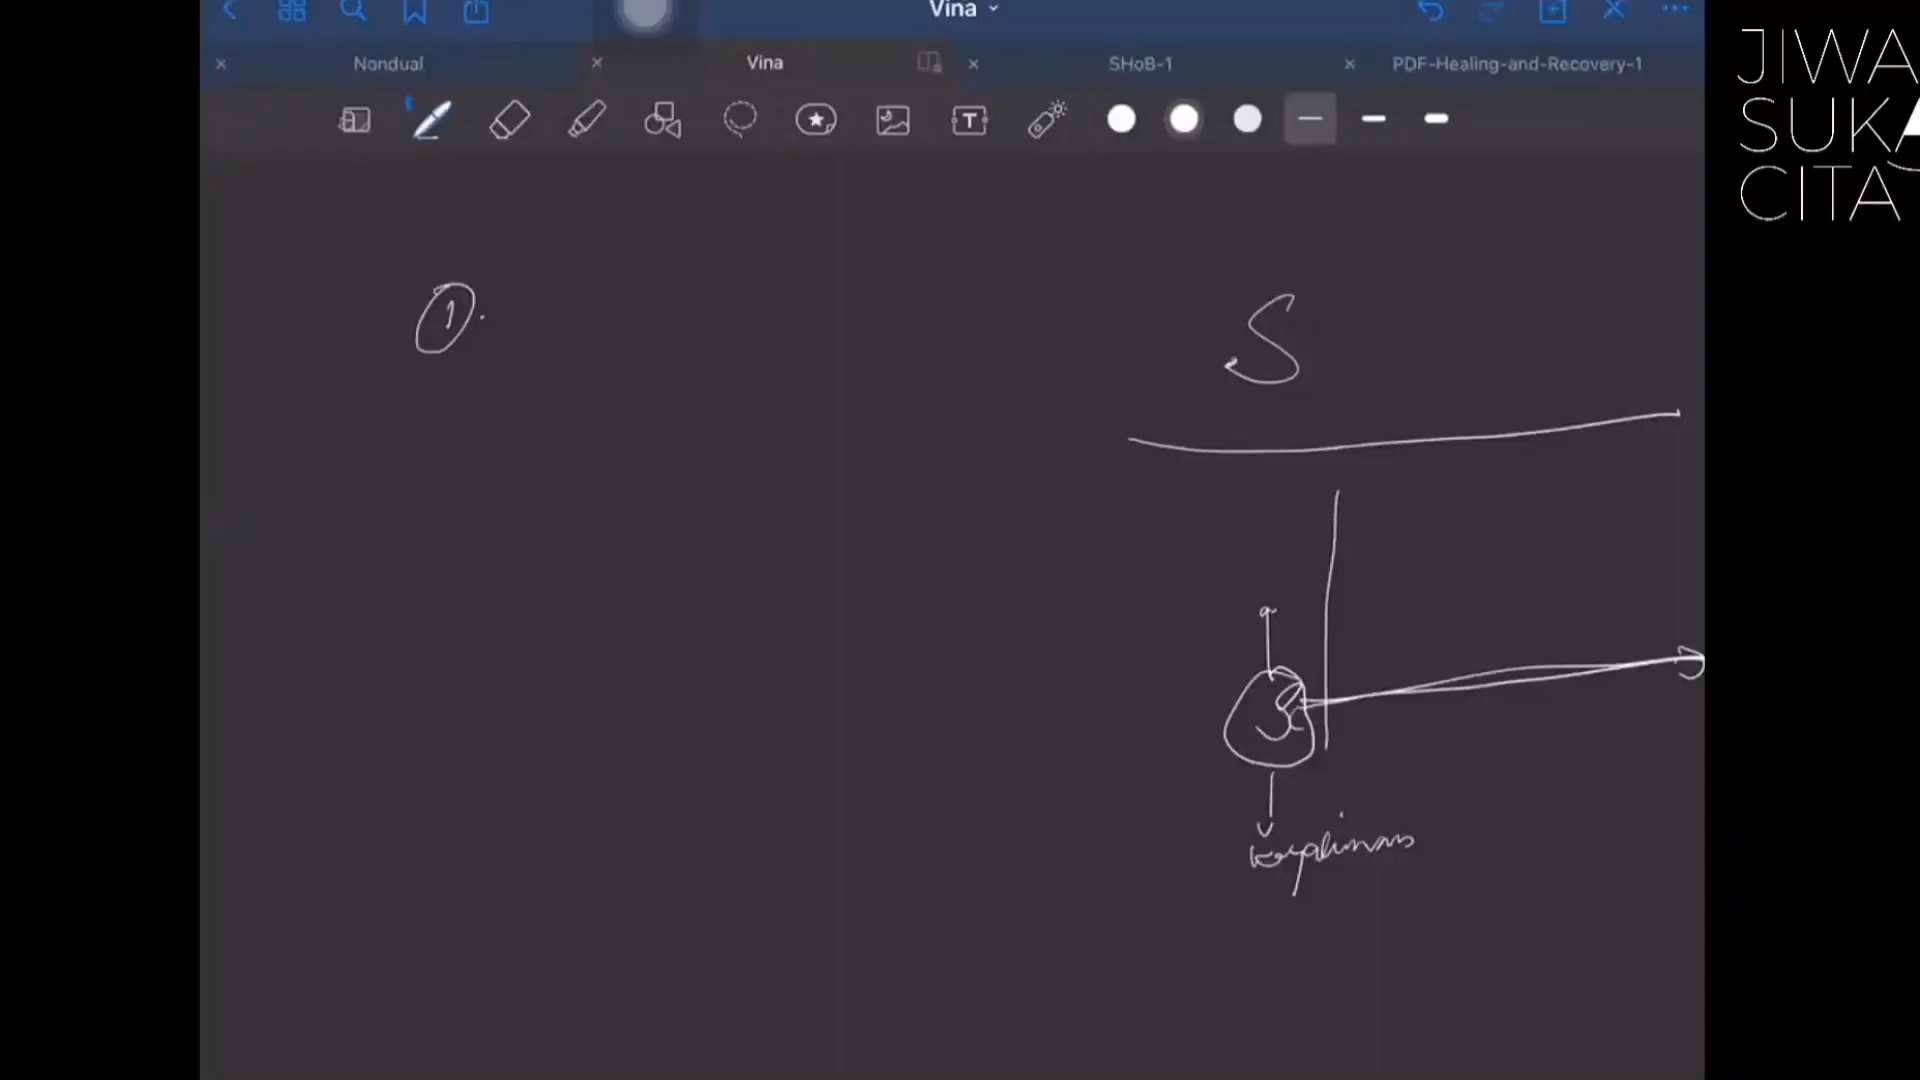 Vina
Nondual
Vina
SHoB-1
PDF-Healing-and-Recovery-1
T
JIWA
SUKA
CITA
1.
S